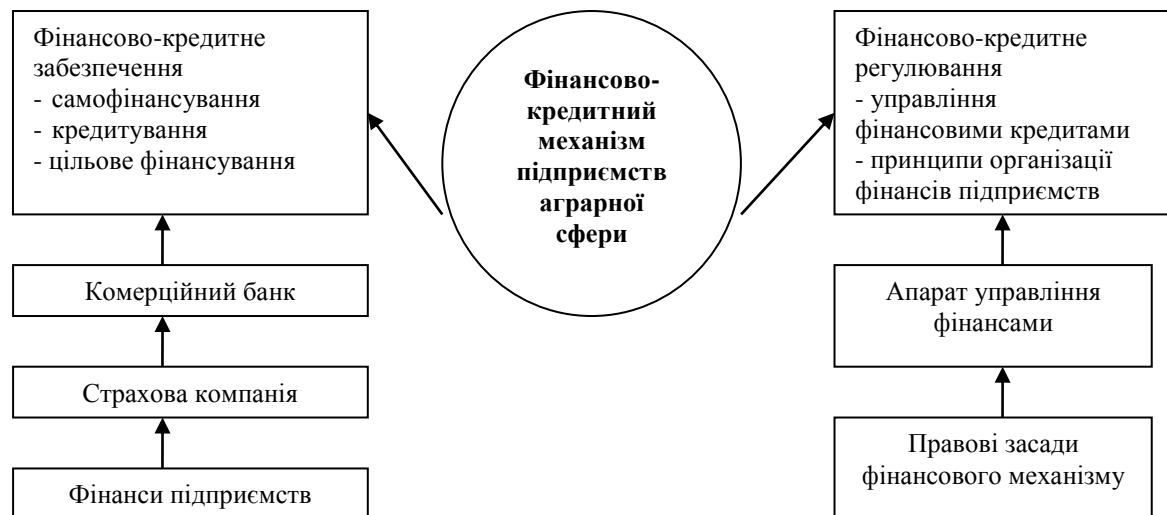 Фінансово-кредитне
забезпечення
- самофінансування
- кредитування
- цільове фінансування
Фінансово-
кредитний
механізм
підприємств
аграрної
сфери
Фінансово-кредитне
регулювання
- управління
фінансовими кредитами
- принципи організації
фінансів підприємств
Комерційний банк
Страхова компанія
Фінанси підприємств
Апарат управління
фінансами
Правові засади
фінансового механізму